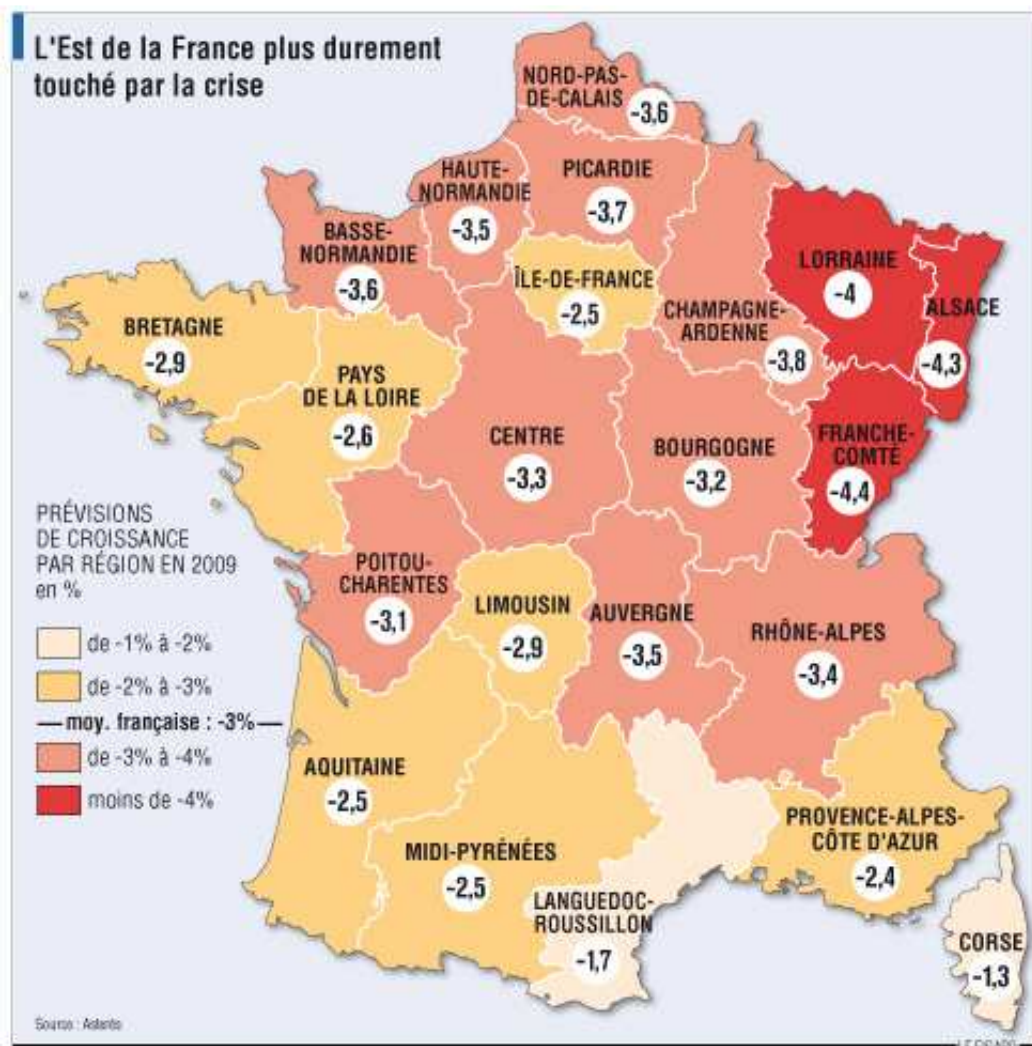 L'Est de la France plus durement
touché par la crise
NORD-PAS-
DE-CALAIS
-3,6
HAUTE-
NORMANDIE
-3,5
PICARDIE
-3,7
BASSE-
NORMANDIE
-3,6
ÎLE-DE-FRANCE
-2,5
CHAMPAGNE-
ARDENNE
-3,8
LORRAINE
-4
ALSACE
-4,3
BRETAGNE
-2,9
PAYS
DE LA LOIRE
-2,6
CENTRE
-3,3
BOURGOGNE
-3,2
FRANCHE-
COMTÉ
-4,4
PRÉVISIONS
DE CROISSANCE
PAR RÉGION EN 2009
en %
de -1% à -2%
de -2% à -3%
moy. française : -3%
de -3% à -4%
moins de -4%
POITOU-
CHARENTES
-3,1
LIMOUSIN
-2,9
AUVERGNE
-3,5
RHÔNE-ALPES
-3,4
AQUITAINE
-2,5
MIDI-PYRÉNÉES
-2,5
LANGUEDOC-
ROUSSILLON
-1,7
PROVENCE-ALPES-
CÔTE D'AZUR
-2,4
CORSE
-1,3
Source : Asterès